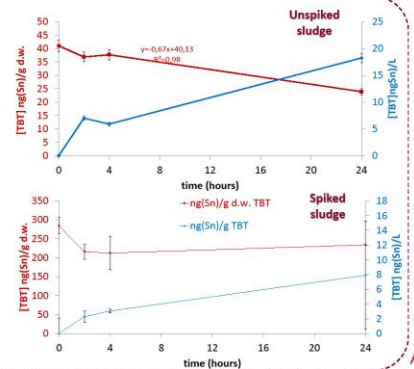 Unspiked
sludge
[TBT] ng(Sn)/g d.w.
50
45
40
35
30
25
20
15
10
5
0
y=-0,67x+40,13
R²=0,98
25
20
15
10
5
0
[TBT]ngSn)/L
0 4 8 12 16 20 24
time (hours)
Spiked
sludge
[TBT] ng(Sn)/g d.w.
350
300
250
200
150
100
50
0
ng(Sn)/g d.w. TBT
ng(Sn)/g TBT
18
16
14
12
10
8
6
4
2
0
[TBT] ng(Sn)/L
0 4 8 12 16 20 24
time (hours)